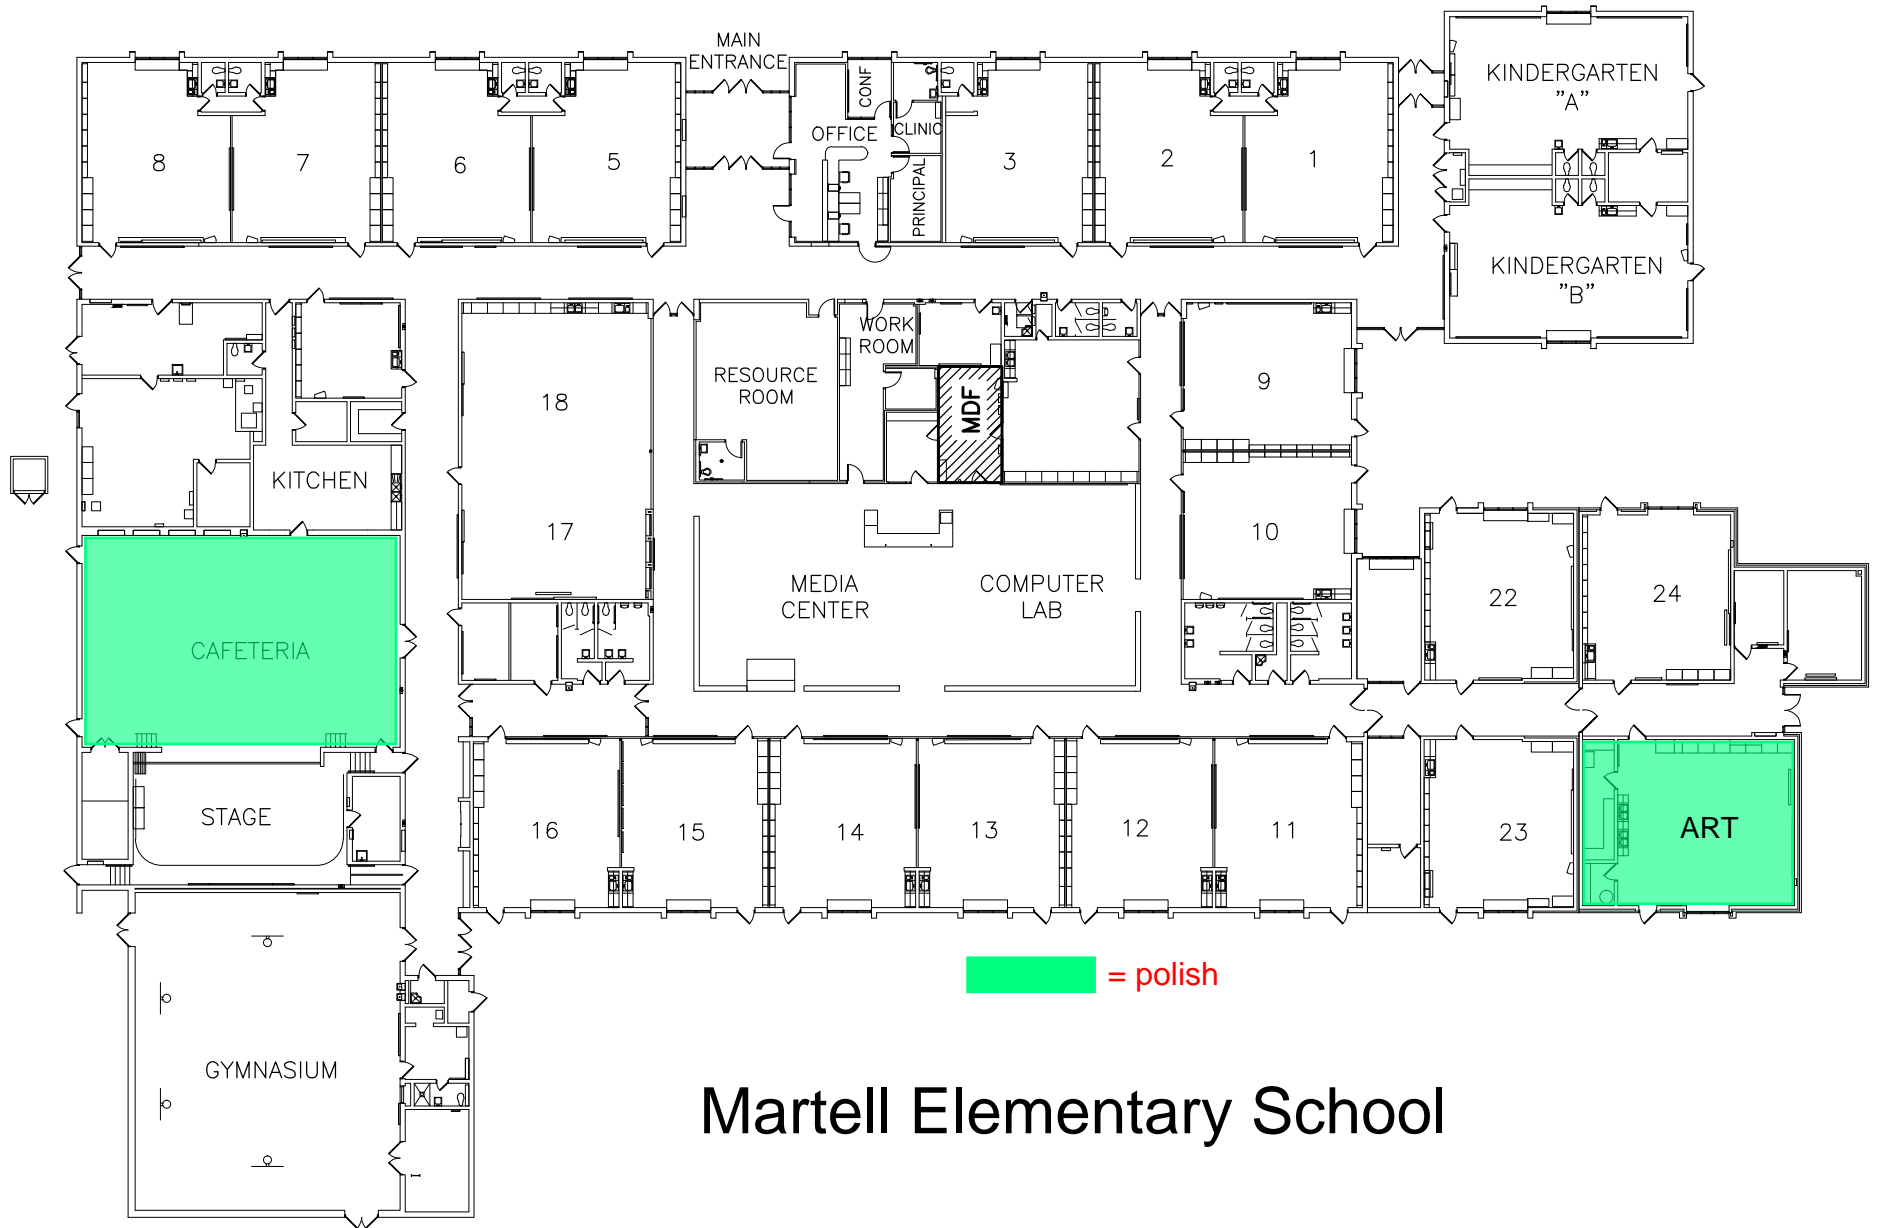 MAIN
ENTRANCE
KINDERGARTEN
"A"
CONF
OFFICE
CLINIC
PRINCIPAL
8
7
6
5
3
2
1
KINDERGARTEN
"B"
WORK
ROOM
RESOURCE
ROOM
MDF
18
9
KITCHEN
17
10
MEDIA
CENTER
COMPUTER
LAB
22
24
CAFETERIA
STAGE
16
15
14
13
12
11
23
ART
= polish
GYMNASIUM
Martell Elementary School